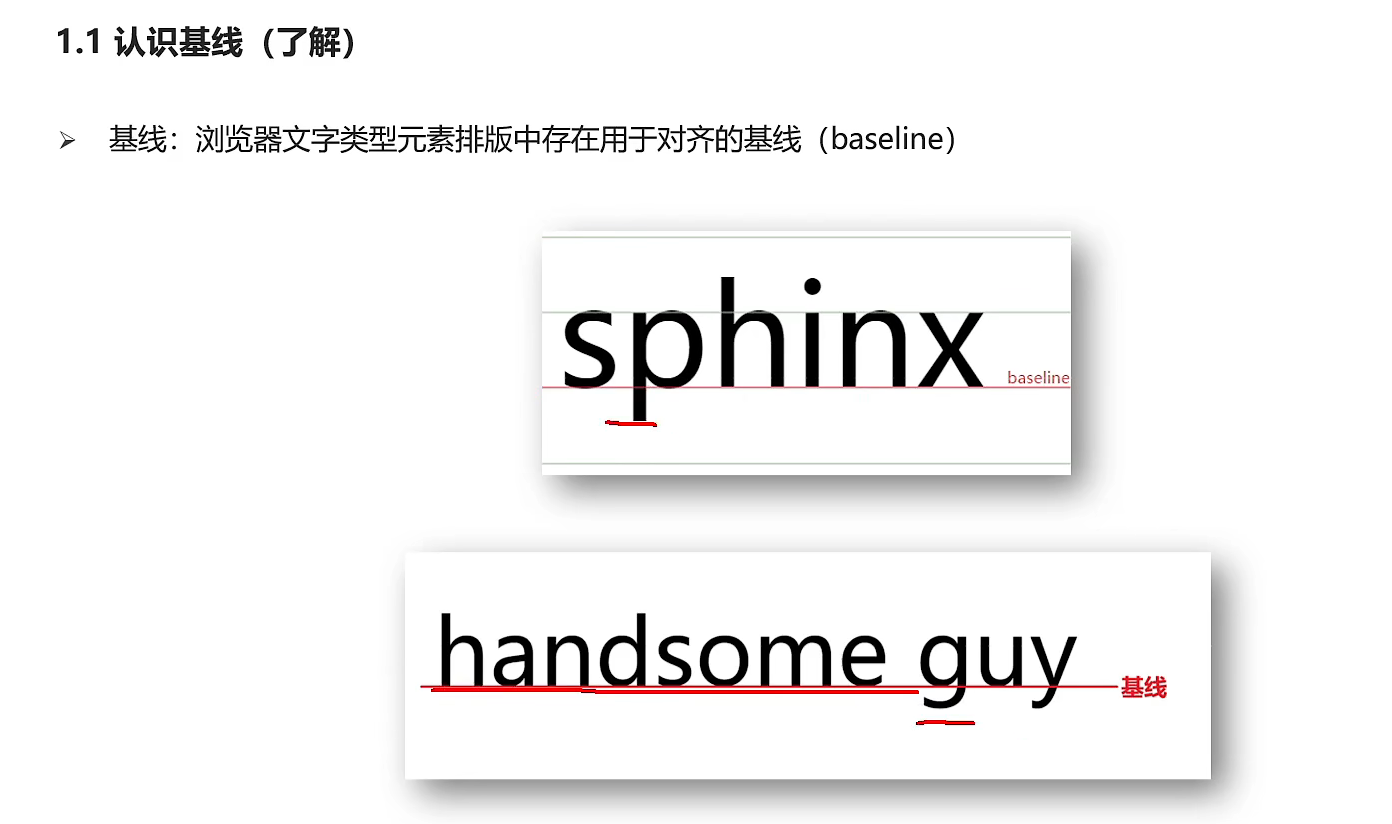 1.1 认识基线（了解）
➢ 基线：浏览器文字类型元素排版中存在用于对齐的基线（baseline）
sphinx
baseline
handsome guy
基线